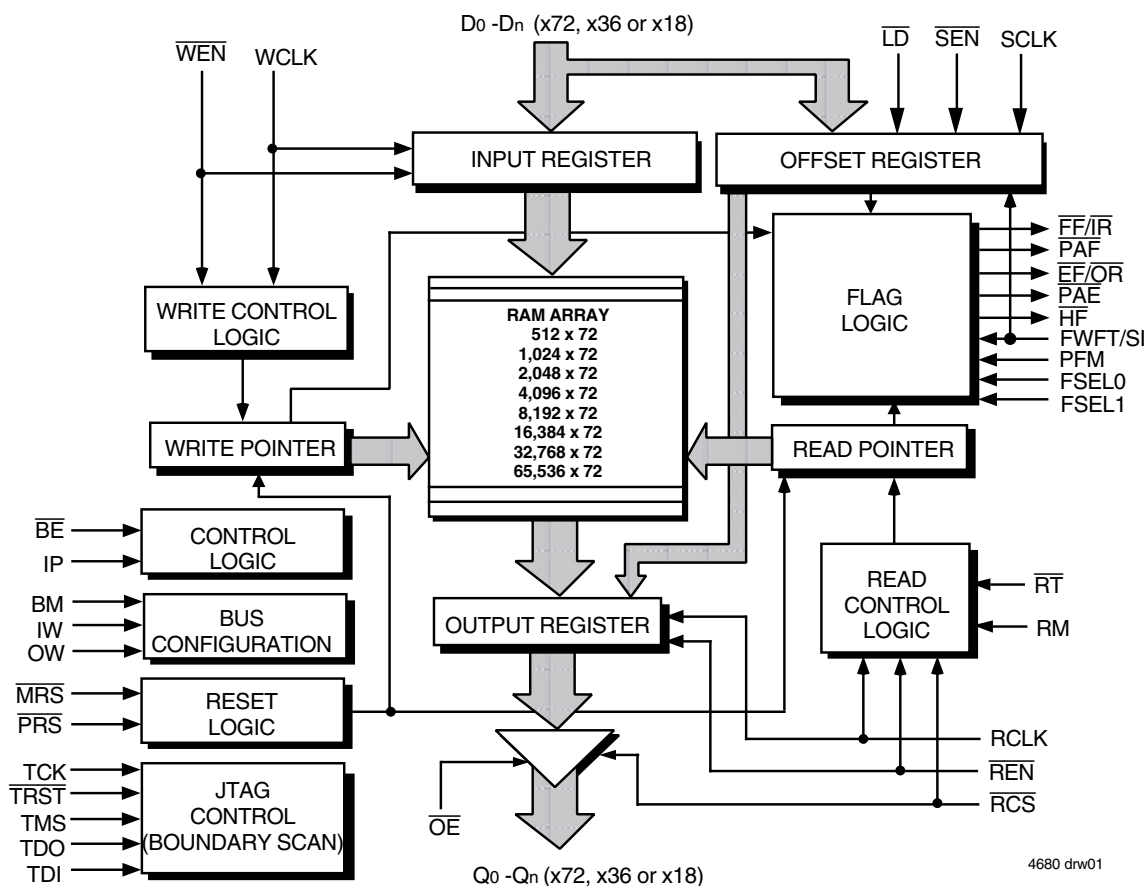 D0 -Dn (x72, x36 or x18)
WEN
WCLK
LD
SEN
SCLK
INPUT REGISTER
OFFSET REGISTER
FF/IR
PAF
EF/OR
PAE
HF
FWFT/SI
PFM
FSEL0
FSEL1
FLAG
LOGIC
WRITE CONTROL
LOGIC
RAM ARRAY
512 x 72
1,024 x 72
2,048 x 72
4,096 x 72
8,192 x 72
16,384 x 72
32,768 x 72
65,536 x 72
WRITE POINTER
READ POINTER
BE
IP
CONTROL
LOGIC
READ
CONTROL
LOGIC
RT
RM
BM
IW
OW
BUS
CONFIGURATION
OUTPUT REGISTER
MRS
PRS
RESET
LOGIC
RCLK
REN
RCS
TCK
TRST
TMS
TDO
TDI
JTAG
CONTROL
(BOUNDARY SCAN)
OE
Q0 -Qn (x72, x36 or x18)
4680 drw01